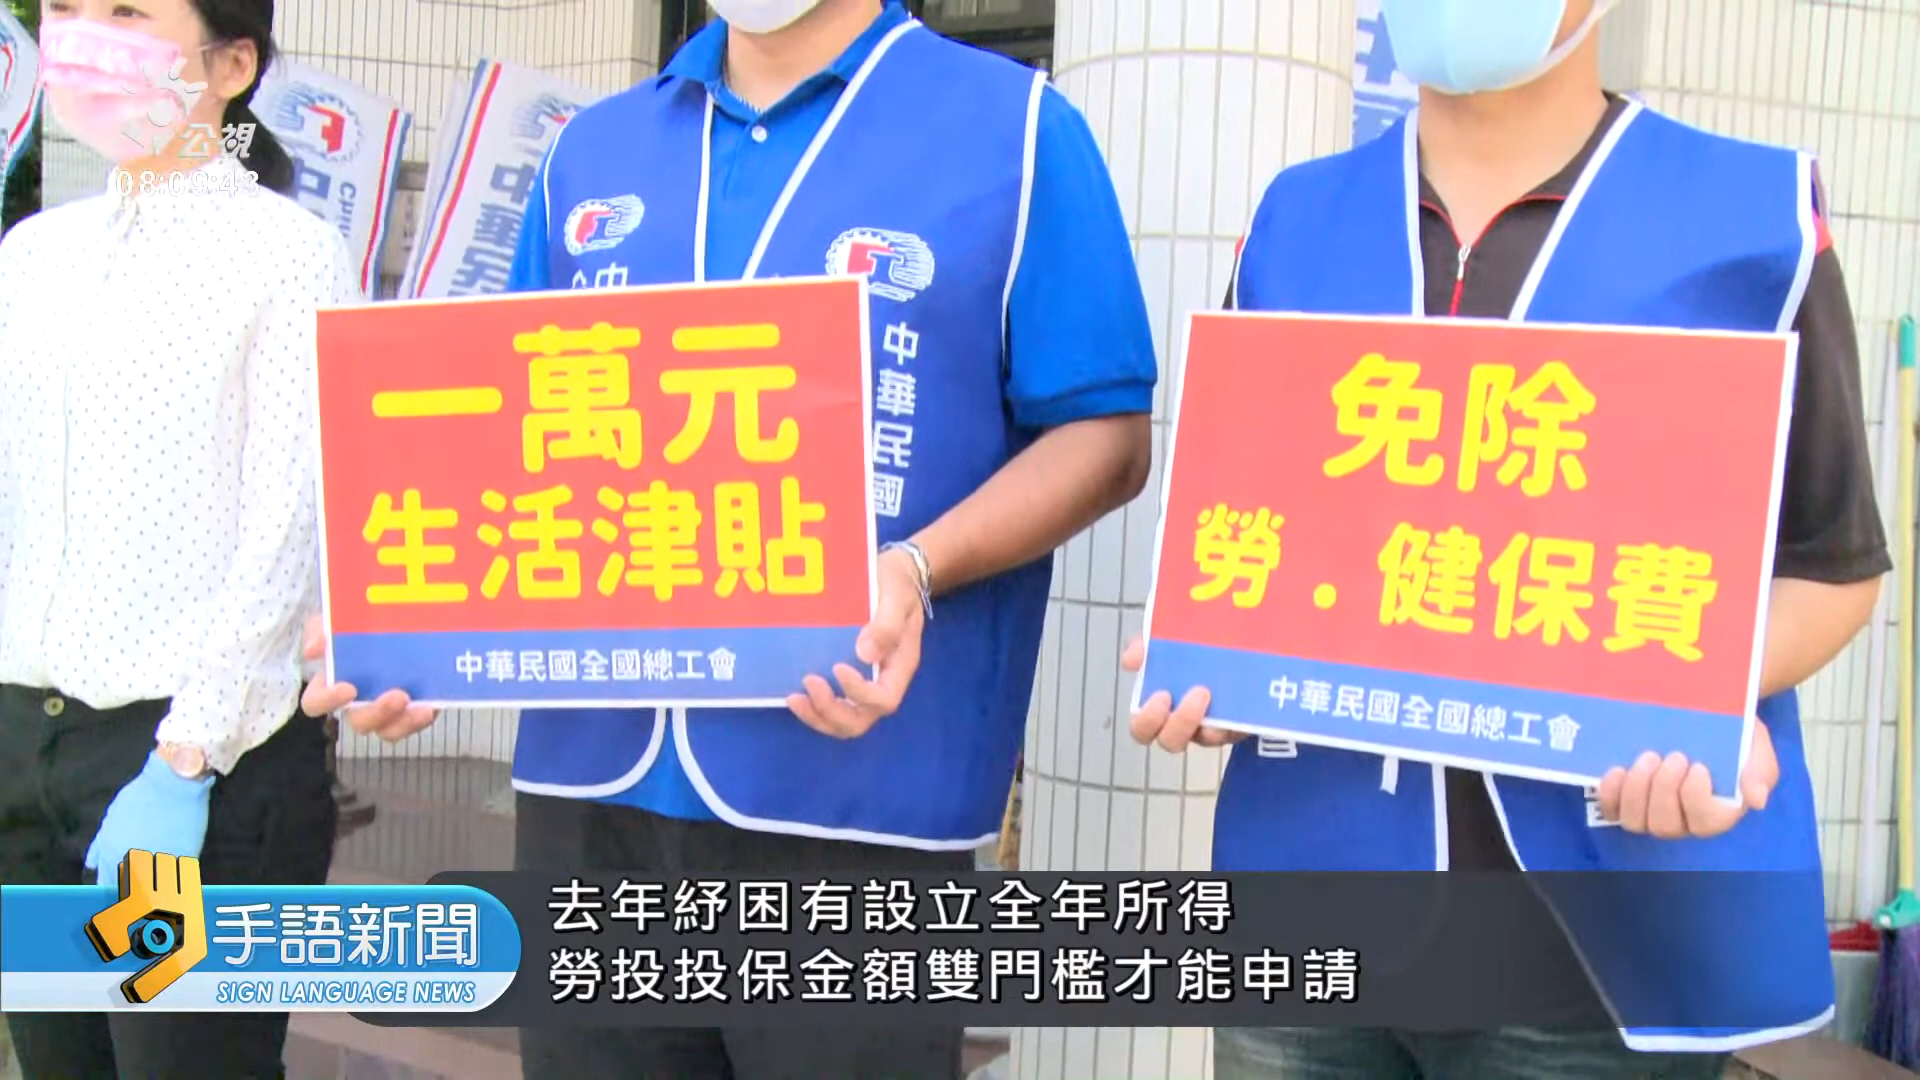 公視
08:09:43
中華民
中華民國
一萬元
生活津貼
中華民國全國總工會
免除
勞．健保費
中華民國全國總工會
手語新聞
SIGN LANGUAGE NEWS
去年紓困有設立全年所得
勞投投保金額雙門檻才能申請